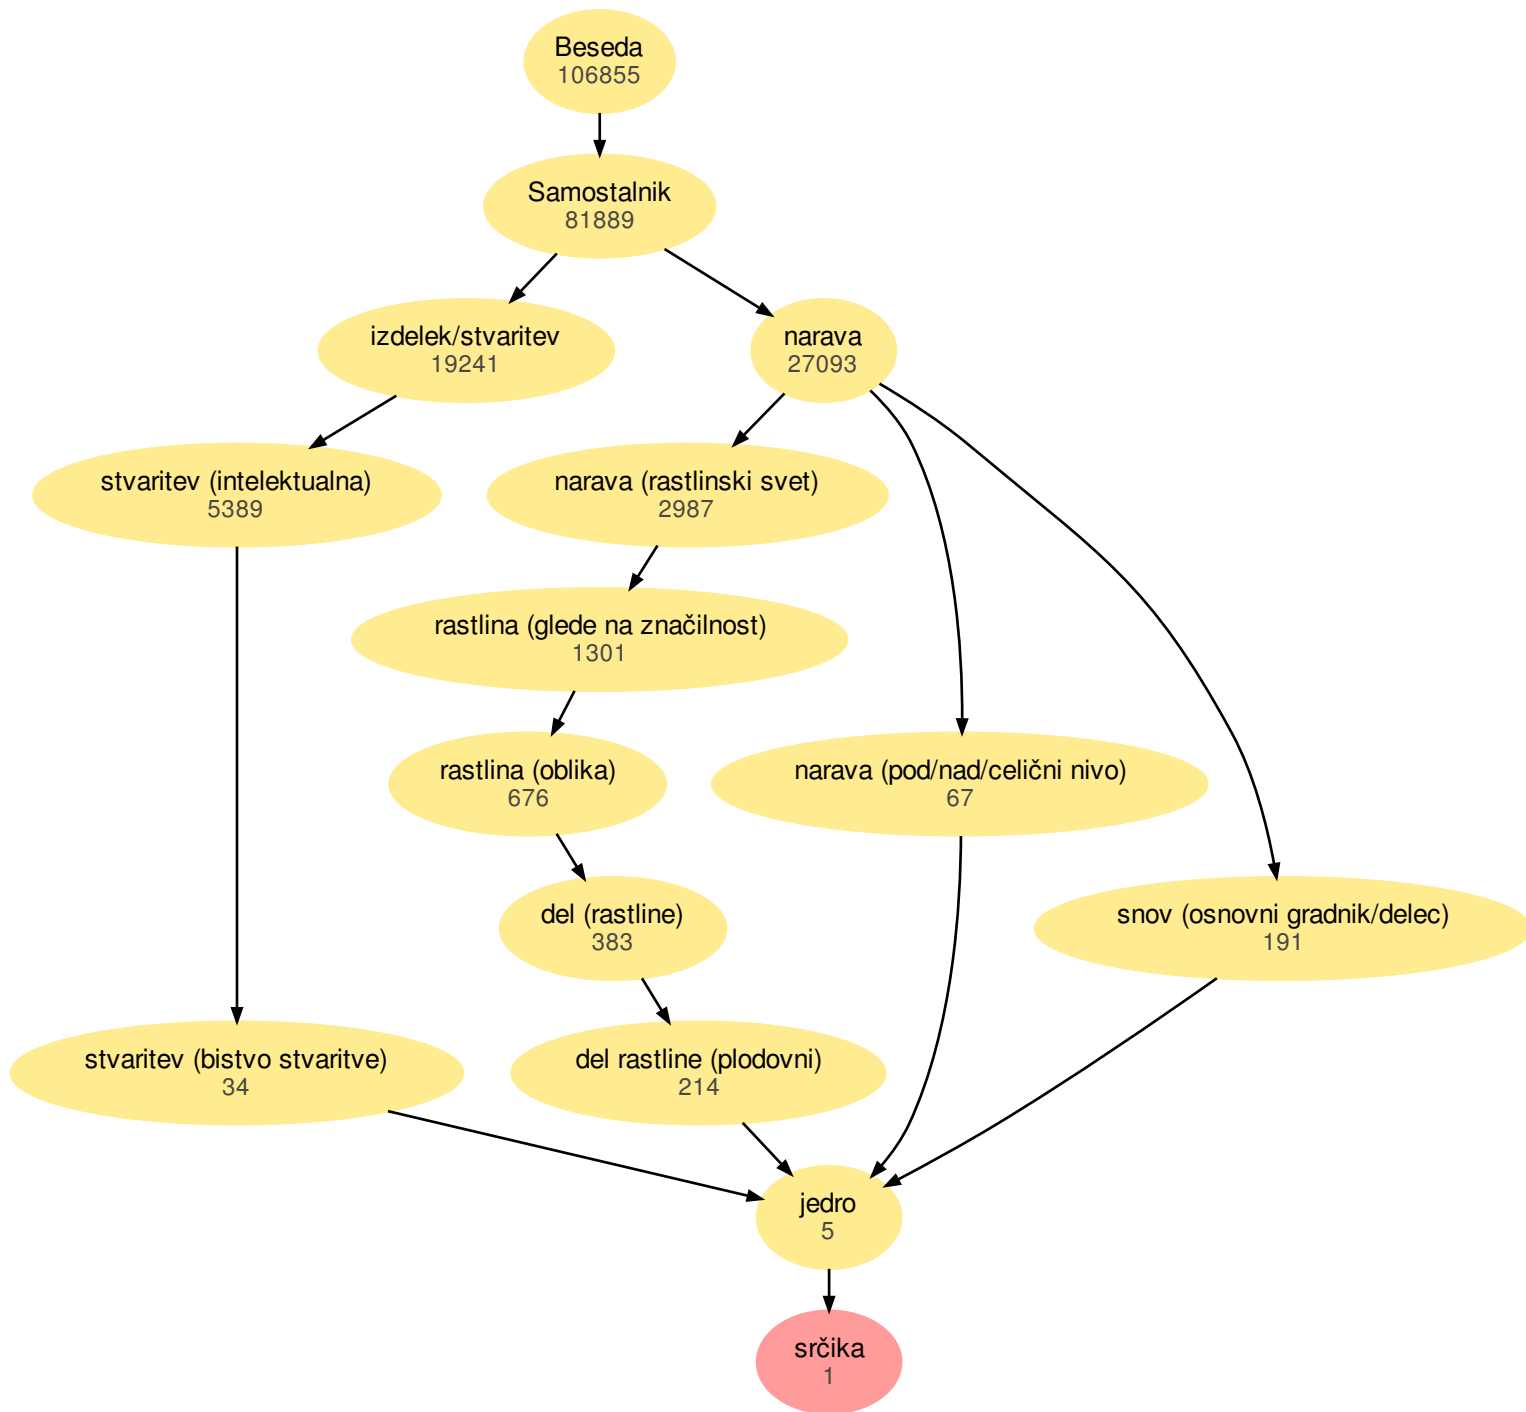 Beseda
106855
Samostalnik
81889
izdelek/stvaritev
19241
narava
27093
stvaritev (intelektualna)
5389
narava (rastlinski svet)
2987
rastlina (glede na značilnost)
1301
rastlina (oblika)
676
narava (pod/nad/celični nivo)
67
del (rastline)
383
snov (osnovni gradnik/delec)
191
stvaritev (bistvo stvaritve)
34
del rastline (plodovni)
214
jedro
5
srčika
1